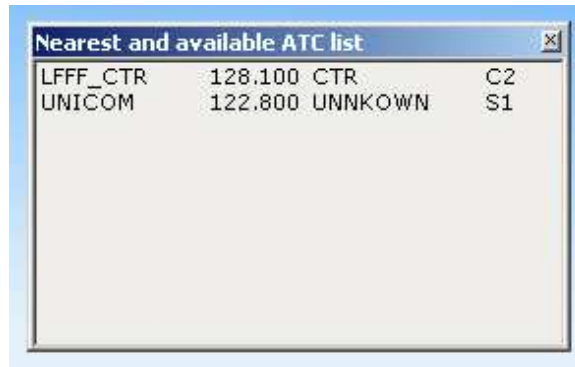 Nearest and available ATC list
LFFF_CTR 128.100 CTR C2
UNICOM 122.800 UNNKOWN S1